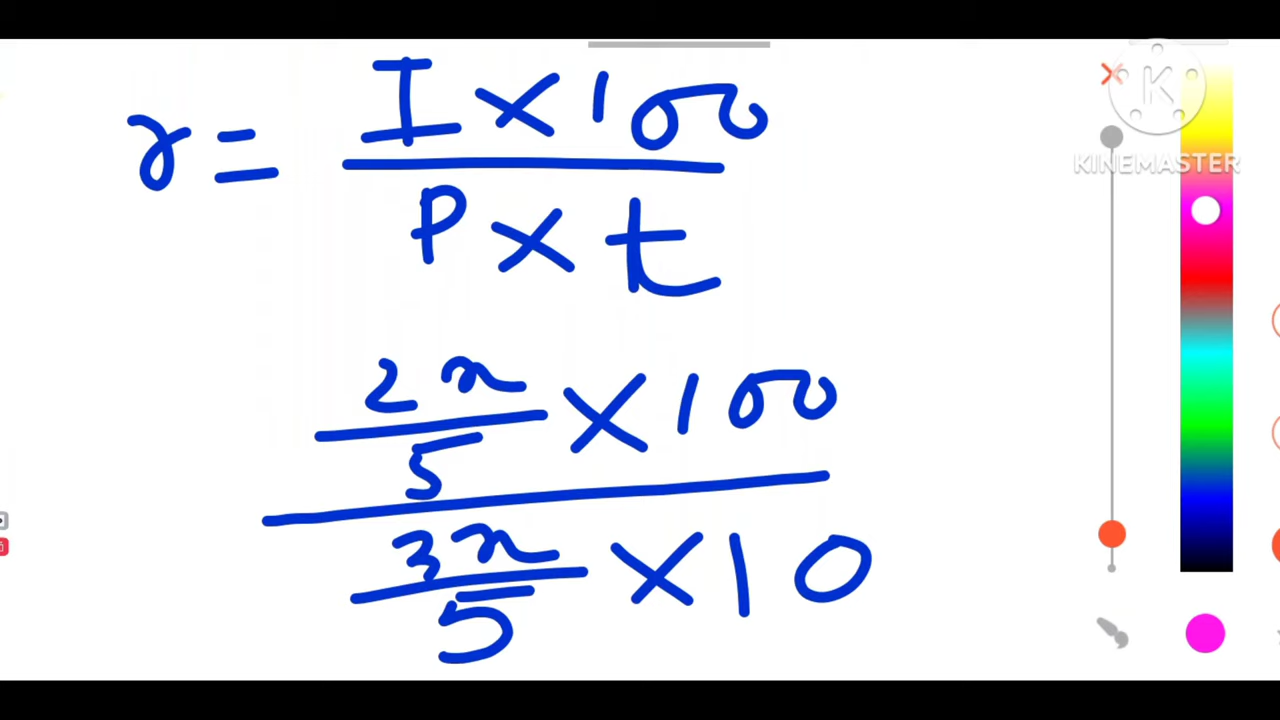 r = I × 100
P × t
2x/5 × 100
3x/5 × 10
KINEMASTER